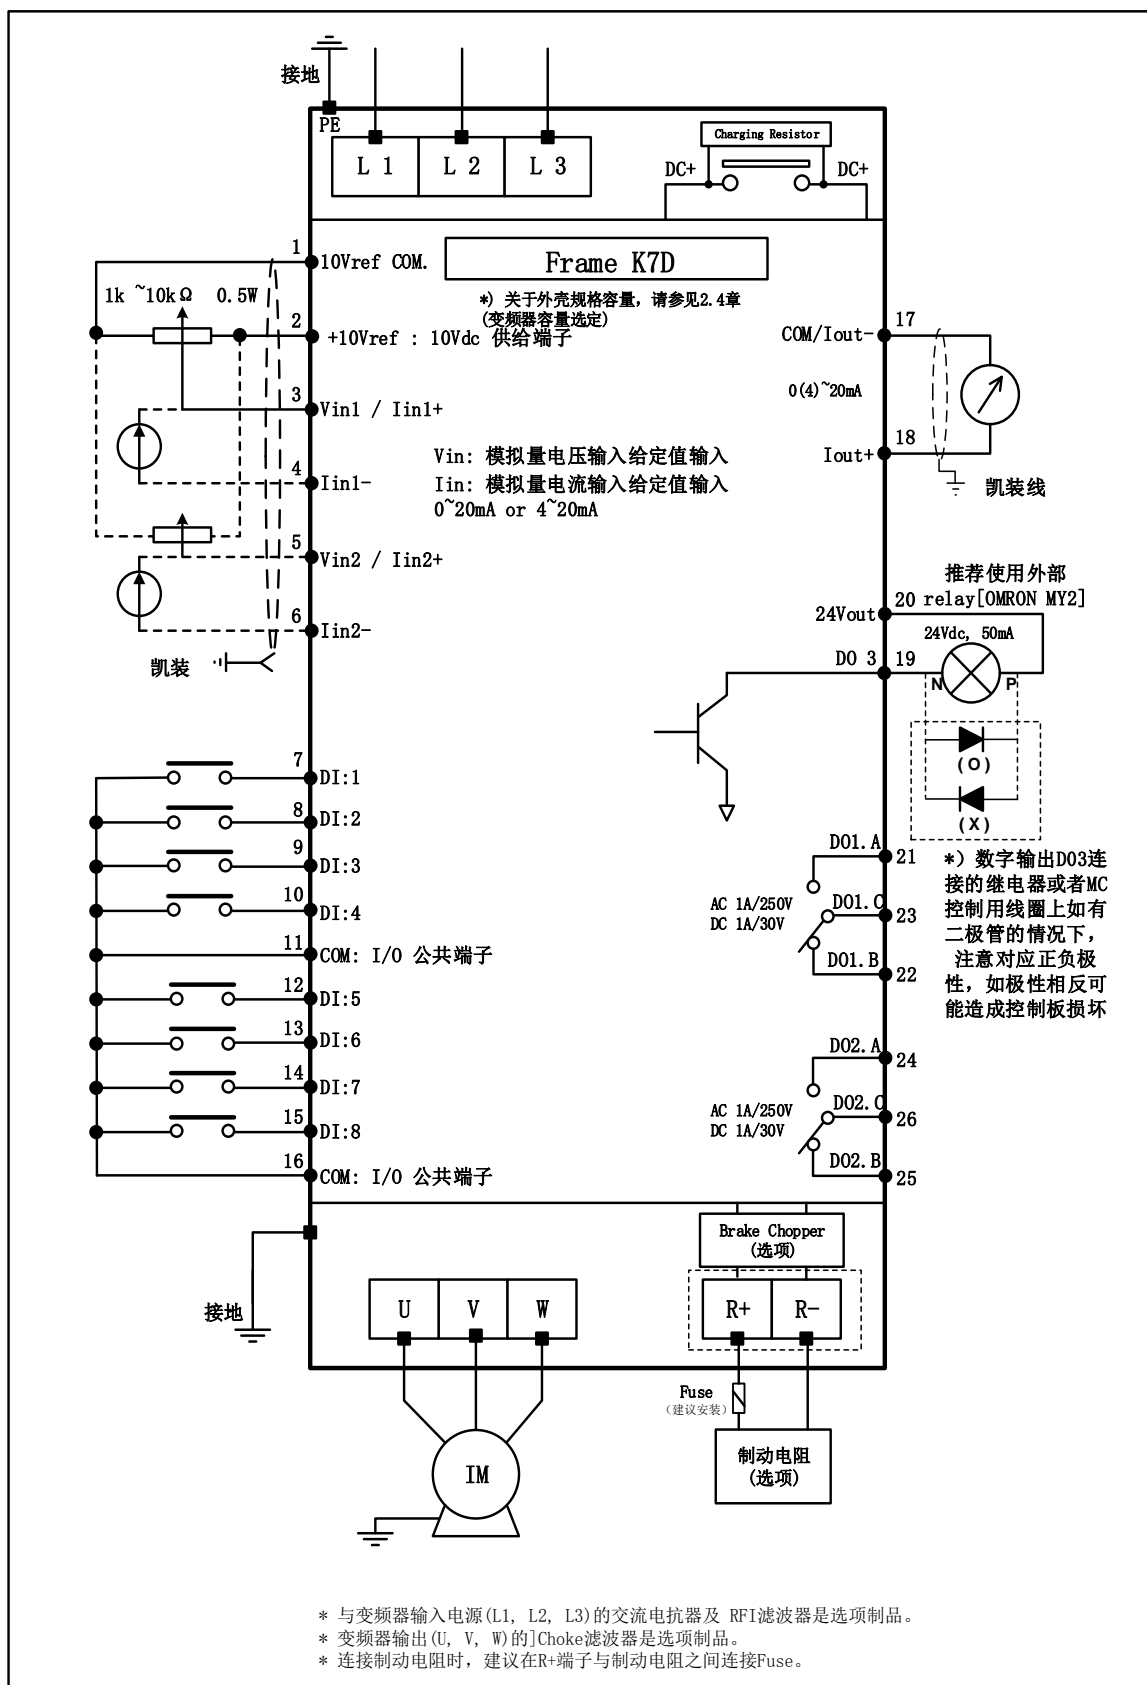 接地
PE
L 1
L 2
L 3
Charging Resistor
DC+
DC+
1
10Vref COM.
Frame K7D
1k ~10kΩ 0.5W
*) 关于外壳规格容量，请参见2.4章
(变频器容量选定)
2
+10Vref : 10Vdc 供给端子
COM/Iout-
17
0(4)~20mA
3
Vin1 / Iin1+
Iout+
18
4
Iin1-
Vin: 模拟量电压输入给定值输入
Iin: 模拟量电流输入给定值输入
0~20mA or 4~20mA
凯装线
5
Vin2 / Iin2+
推荐使用外部
relay[OMRON MY2]
24Vout
20
24Vdc, 50mA
6
Iin2-
凯装
DO 3
19
N
P
(O)
(X)
7
DI:1
8
DI:2
9
DI:3
10
DI:4
11
COM: I/O 公共端子
12
DI:5
13
DI:6
14
DI:7
15
DI:8
16
COM: I/O 公共端子
DO1.A
21
AC 1A/250V
DC 1A/30V
DO1.C
23
DO1.B
22
*) 数字输出DO3连
接的继电器或者MC
控制用线圈上如有
二极管的情况下，
注意对应正负极
性，如极性相反可
能造成控制板损坏
DO2.A
24
AC 1A/250V
DC 1A/30V
DO2.C
26
DO2.B
25
接地
Brake Chopper
(选项)
U
V
W
R+
R-
Fuse
(建议安装)
制动电阻
(选项)
IM
* 与变频器输入电源(L1, L2, L3)的交流电抗器及 RFI滤波器是选项制品。
* 变频器输出(U, V, W)的]Choke滤波器是选项制品。
* 连接制动电阻时，建议在R+端子与制动电阻之间连接Fuse。